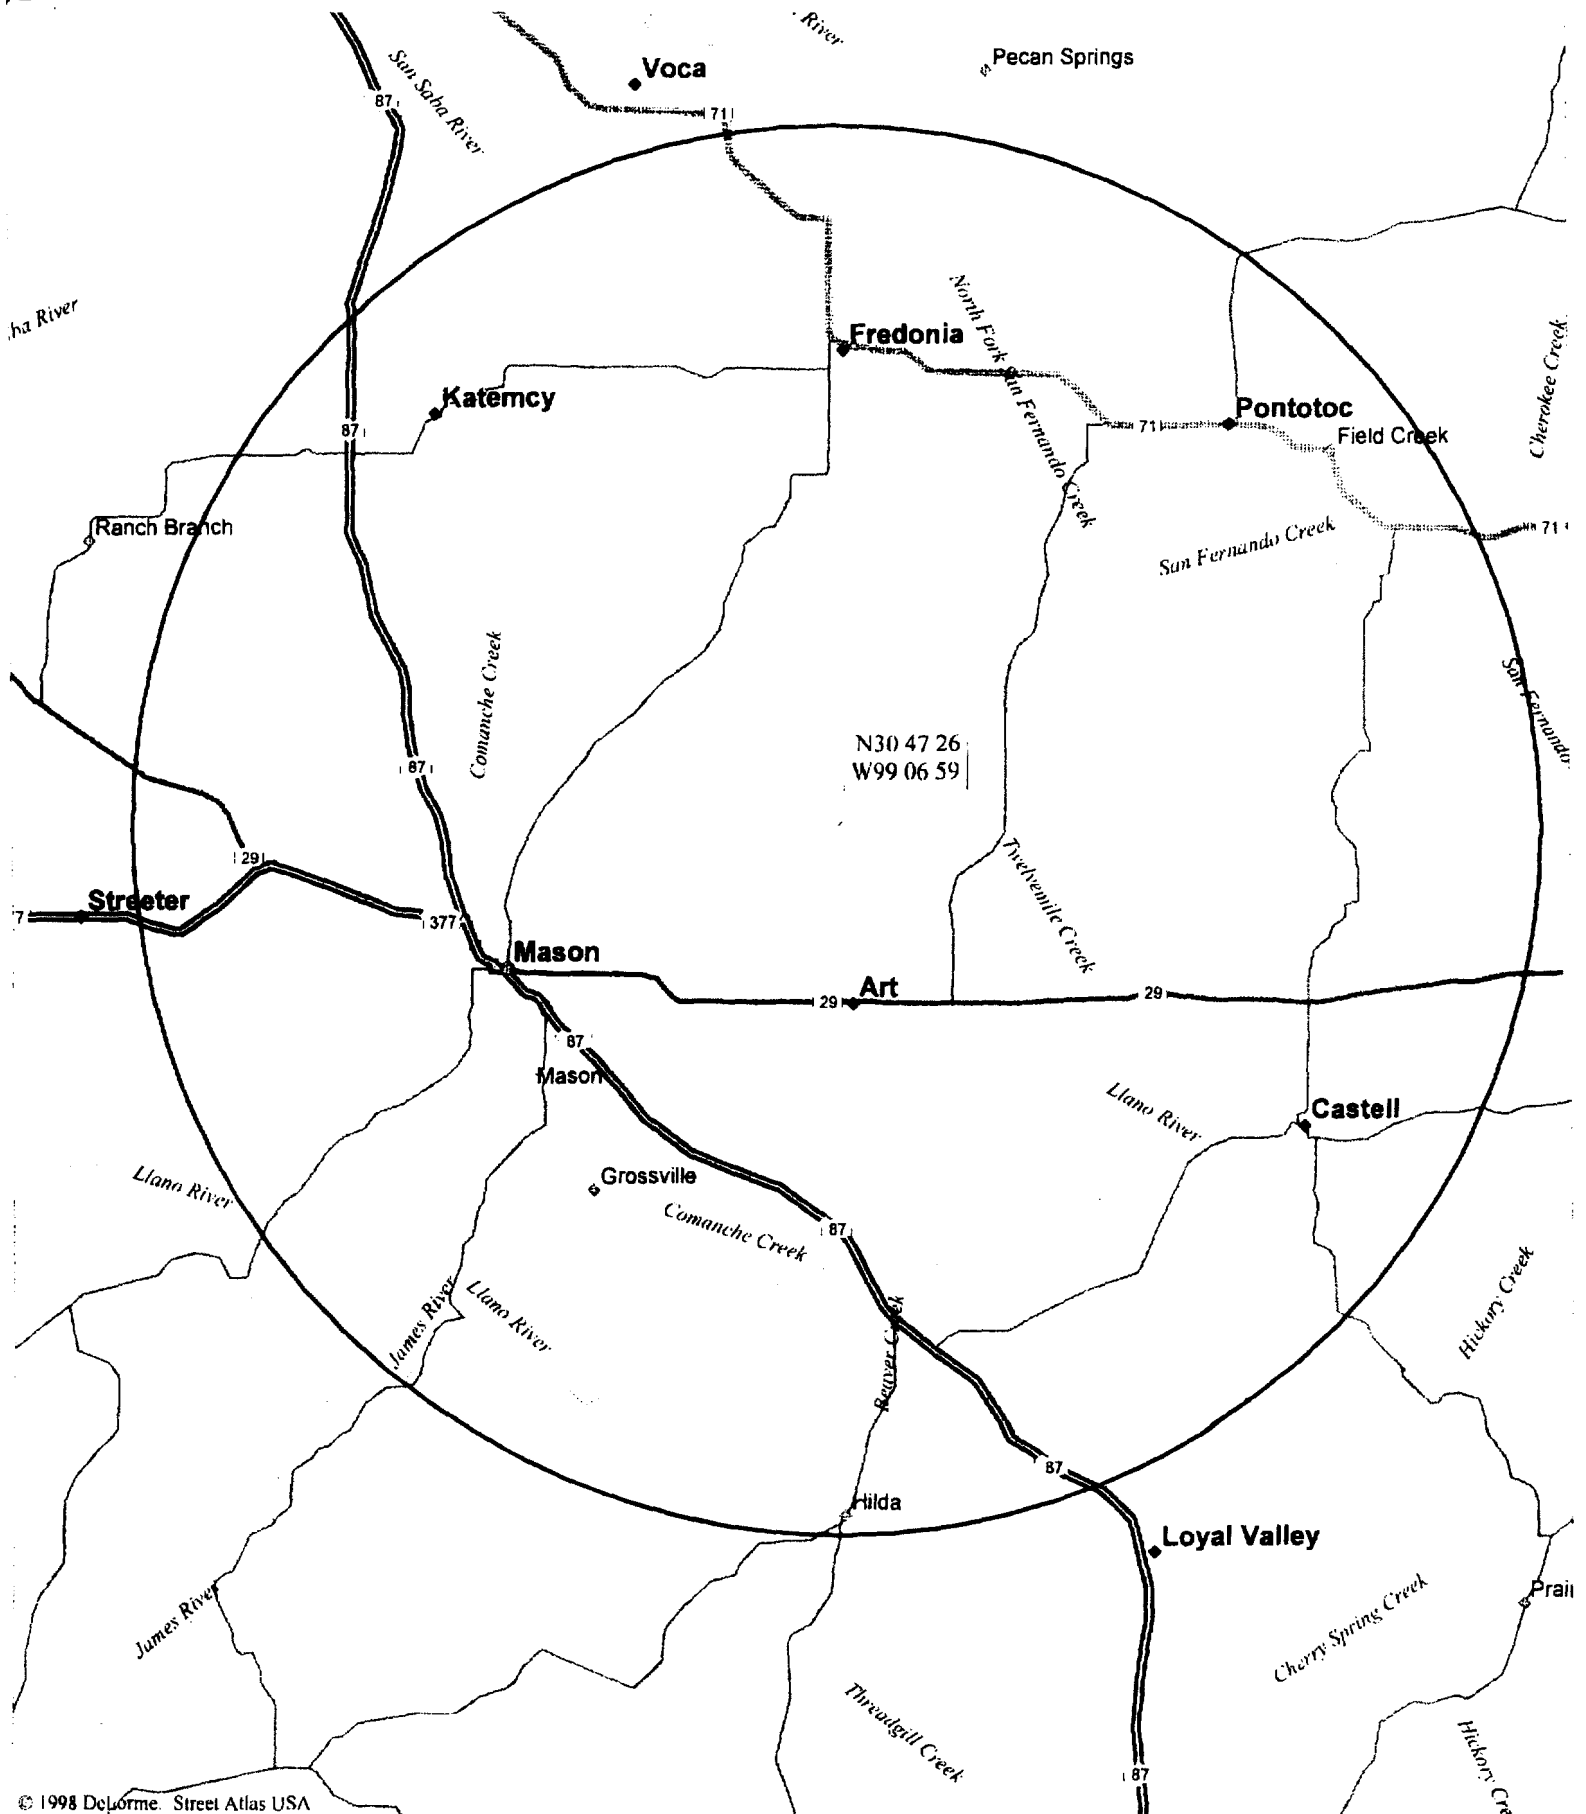 River
Pecan Springs
Voca
San Saba River
87
71
ha River
North Fork San Fernando Creek
Fredonia
Cherokee Creek
Katemcy
Pontotoc
87
71
Field Creek
Ranch Branch
71
San Fernando Creek
Comanche Creek
San Fernando
N30 47 26
W99 06 59
87
29
Twelvemile Creek
Streeter
7
377
Mason
Art
29
29
87
Mason
Llano River
Castell
Llano River
Grossville
Comanche Creek
87
James River
Llano River
Beaver Creek
Hickory Creek
87
Hilda
Loyal Valley
James River
Cherry Spring Creek
Prair
Threadgill Creek
Hickory Cre
87
© 1998 DeLorme. Street Atlas USA